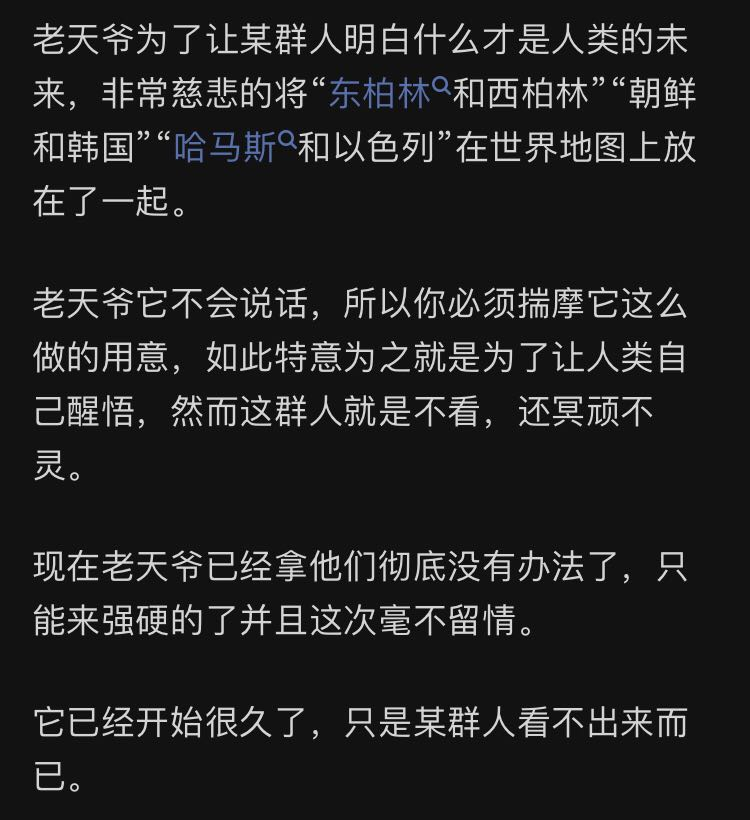 老天爷为了让某群人明白什么才是人类的未
来，非常慈悲的将“东柏林和西柏林”“朝鲜
和韩国”“哈马斯和以色列”在世界地图上放
在了一起。
老天爷它不会说话，所以你必须揣摩它这么
做的用意，如此特意为之就是为了让人类自
己醒悟，然而这群人就是不看，还冥顽不
灵。
现在老天爷已经拿他们彻底没有办法了，只
能来强硬的了并且这次毫不留情。
它已经开始很久了，只是某群人看不出来而
已。